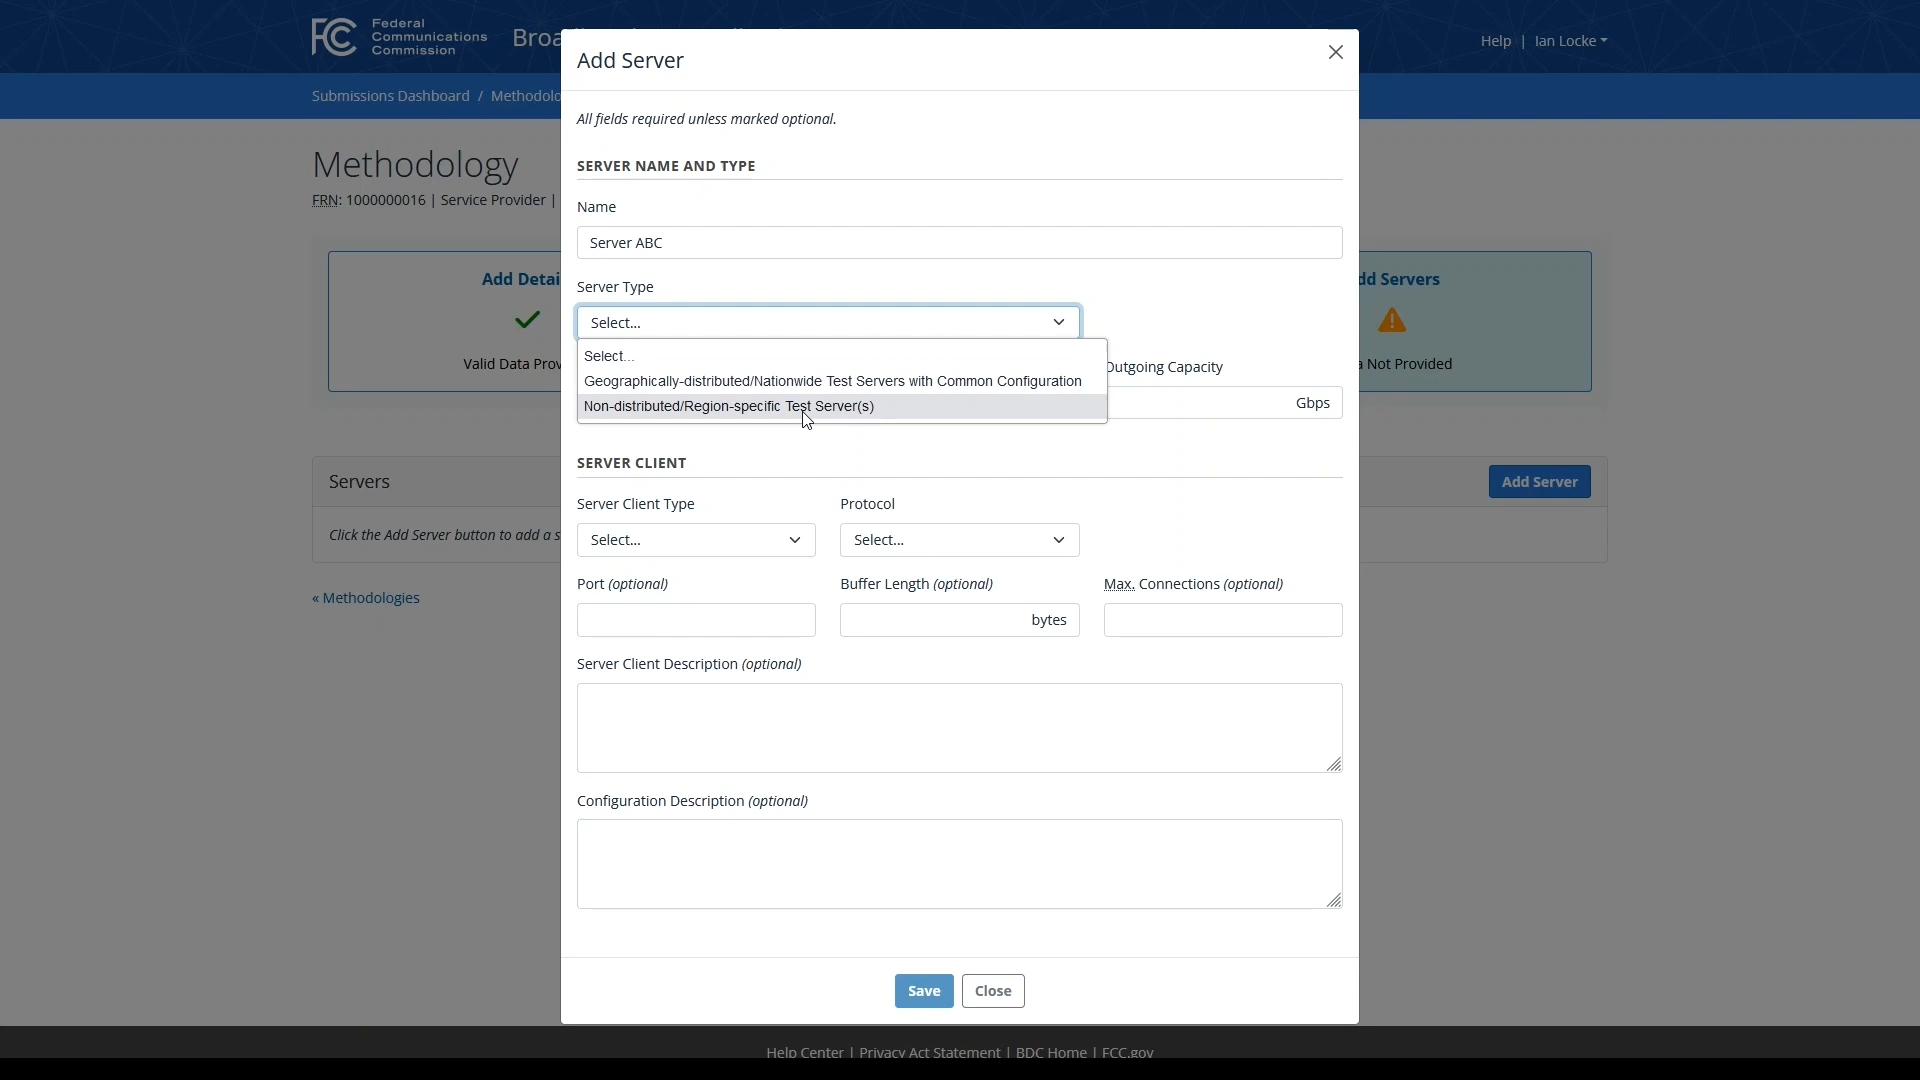 Federal
Communications
Commission
Help | Ian Locke
Submissions Dashboard / Methodolo
Methodology
FRN: 1000000016 | Service Provider |
Add Detai
Valid Data Prov
dd Servers
a Not Provided
Servers
Add Server
Click the Add Server button to add a s
« Methodologies
Add Server
All fields required unless marked optional.
SERVER NAME AND TYPE
Name
Server ABC
Server Type
Select...
Select...
Geographically-distributed/Nationwide Test Servers with Common Configuration
Non-distributed/Region-specific Test Server(s)
Outgoing Capacity
Gbps
SERVER CLIENT
Server Client Type
Protocol
Select...
Select...
Port (optional)
Buffer Length (optional)
Max. Connections (optional)
bytes
Server Client Description (optional)
Configuration Description (optional)
Save
Close
Help Center | Privacy Act Statement | BDC Home | FCC.gov